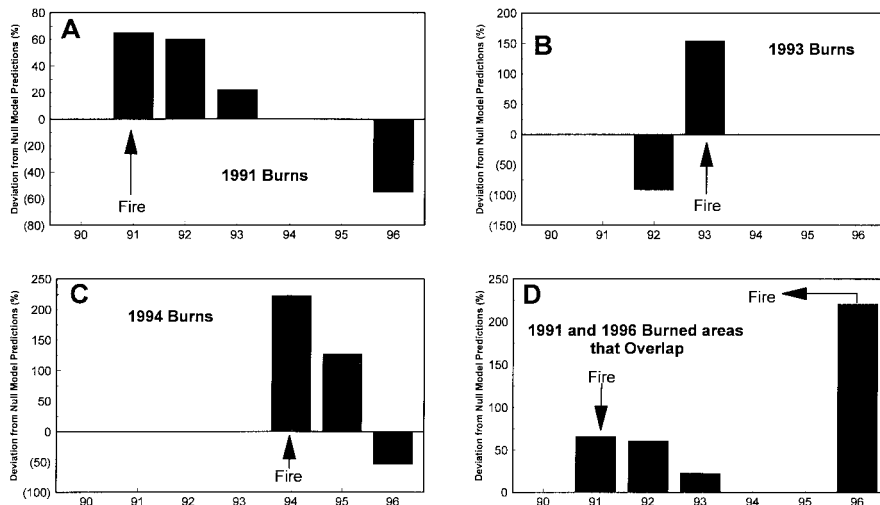 A
Deviation from Null Model Predictions (%)
80
60
40
20
0
(20)
(40)
(60)
(80)
1991 Burns
Fire
90 91 92 93 94 95 96
B
Deviation from Null Model Predictions (%)
200
150
100
50
0
(50)
(100)
(150)
1993 Burns
Fire
90 91 92 93 94 95 96
C
Deviation from Null Model Predictions (%)
250
200
150
100
50
0
(50)
(100)
1994 Burns
Fire
90 91 92 93 94 95 96
D
Deviation from Null Model Predictions (%)
250
200
150
100
50
0
Fire
1991 and 1996 Burned areas
that Overlap
Fire
90 91 92 93 94 95 96